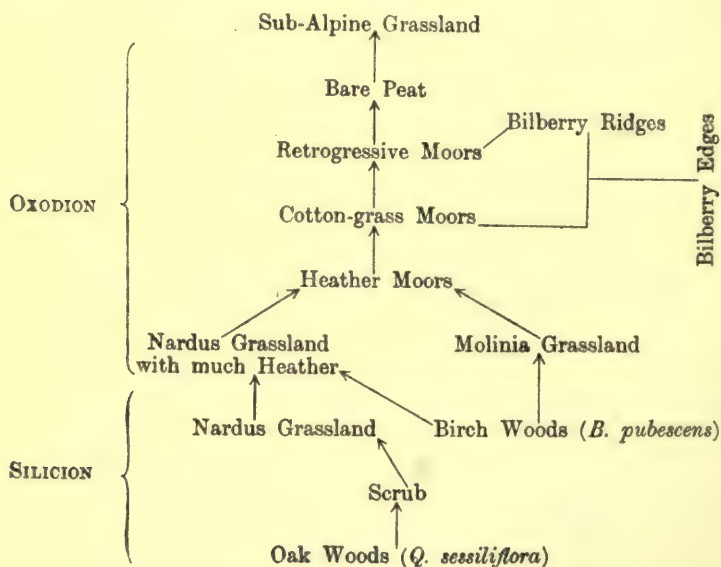 Sub-Alpine Grassland
Bare Peat
Bilberry Ridges
Retrogressive Moors
Bilberry Edges
OXODION
Cotton-grass Moors
Heather Moors
Nardus Grassland
with much Heather
Molinia Grassland
Nardus Grassland
Birch Woods (B. pubescens)
SILICION
Scrub
Oak Woods (Q. sessiliflora)